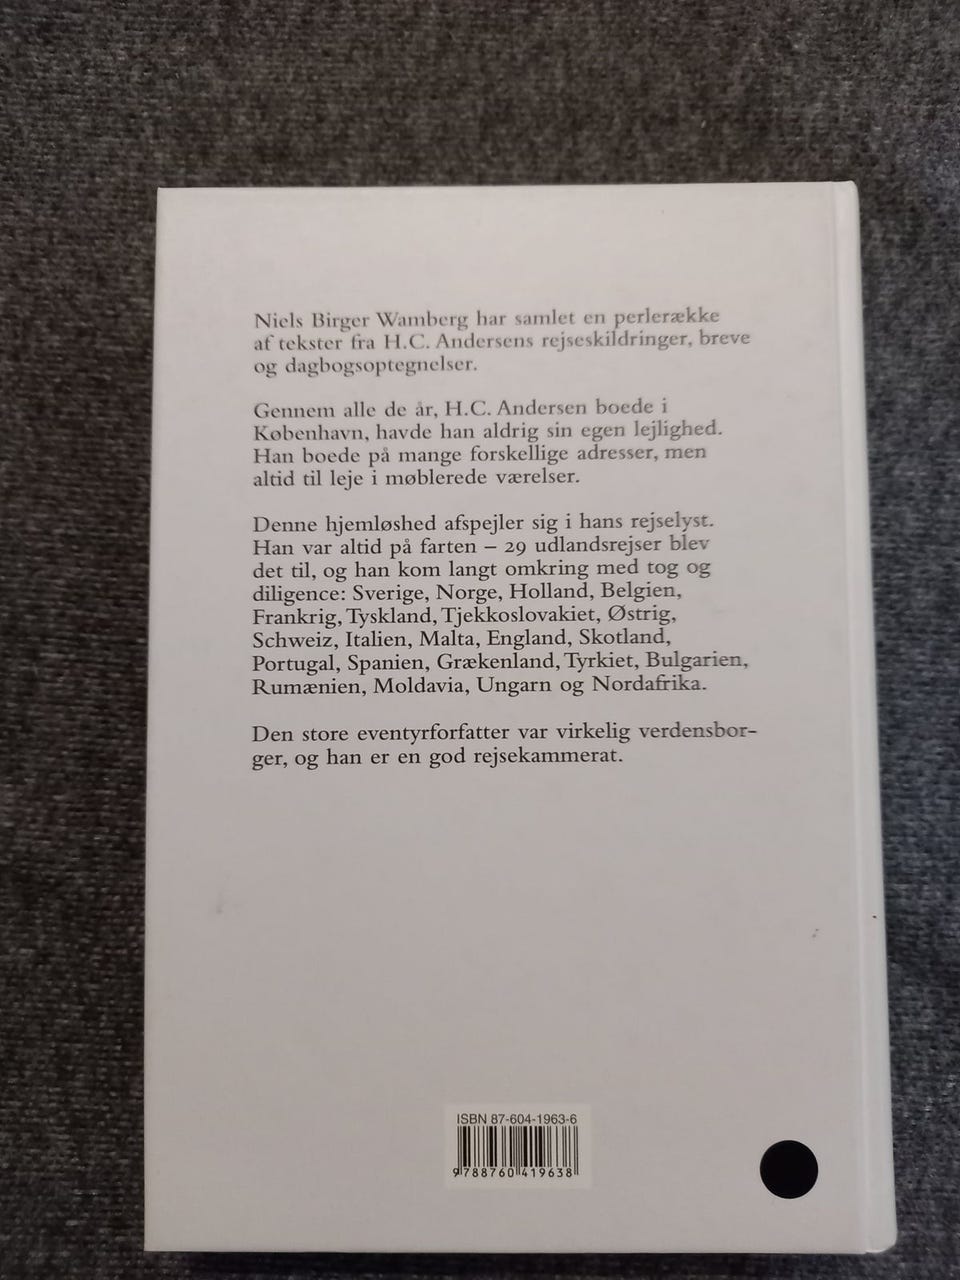 Niels Birger Wamberg har samlet en perlerække
af tekster fra H.C. Andersens rejseskildringer, breve
og dagbogsoptegnelser.
Gennem alle de år, H.C. Andersen boede i
København, havde han aldrig sin egen lejlighed.
Han boede på mange forskellige adresser, men
altid til leje i møblerede værelser.
Denne hjemløshed afspejler sig i hans rejselyst.
Han var altid på farten – 29 udlandsrejser blev
det til, og han kom langt omkring med tog og
diligence: Sverige, Norge, Holland, Belgien,
Frankrig, Tyskland, Tjekkoslovakiet, Østrig,
Schweiz, Italien, Malta, England, Skotland,
Portugal, Spanien, Grækenland, Tyrkiet, Bulgarien,
Rumænien, Moldavia, Ungarn og Nordafrika.
Den store eventyrforfatter var virkelig verdensbor-
ger, og han er en god rejsekammerat.
ISBN 87-604-1963-6
9 788760 419638